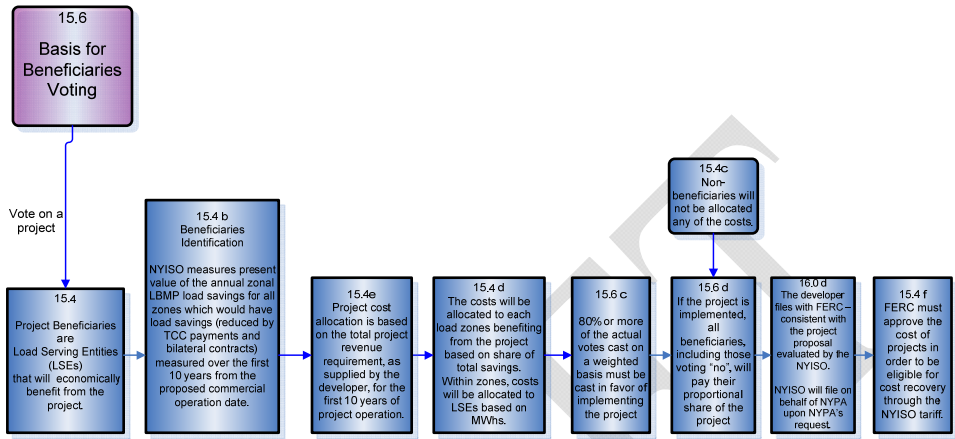 15.6
Basis for
Beneficiaries
Voting
Vote on a
project
15.4
Project Beneficiaries
are
Load Serving Entities
(LSEs)
that will economically
benefit from the
project.
15.4 b
Beneficiaries
Identification
NYISO measures present
value of the annual zonal
LBMP load savings for all
zones which would have
load savings (reduced by
TCC payments and
bilateral contracts)
measured over the first
10 years from the
proposed commercial
operation date.
15.4e
Project cost
allocation is based
on the total project
revenue
requirement, as
supplied by the
developer, for the
first 10 years of
project operation.
15.4 d
The costs will be
allocated to each
load zones benefiting
from the project
based on share of
total savings.
Within zones, costs
will be allocated to
LSEs based on
MWhs.
15.6 c
80% or more
of the actual
votes cast on
a weighted
basis must be
cast in favor of
implementing
the project
15.4c
Non-
beneficiaries will
not be allocated
any of the costs.
15.6 d
If the project is
implemented,
all
beneficiaries,
including those
voting “no”, will
pay their
proportional
share of the
project
16.0 d
The developer
files with FERC –
consistent with the
project
proposal
evaluated by the
NYISO.
NYISO will file on
behalf of NYPA
upon NYPA’s
request.
15.4 f
FERC must
approve the
cost of
projects in
order to be
eligible for
cost recovery
through the
NYISO tariff.